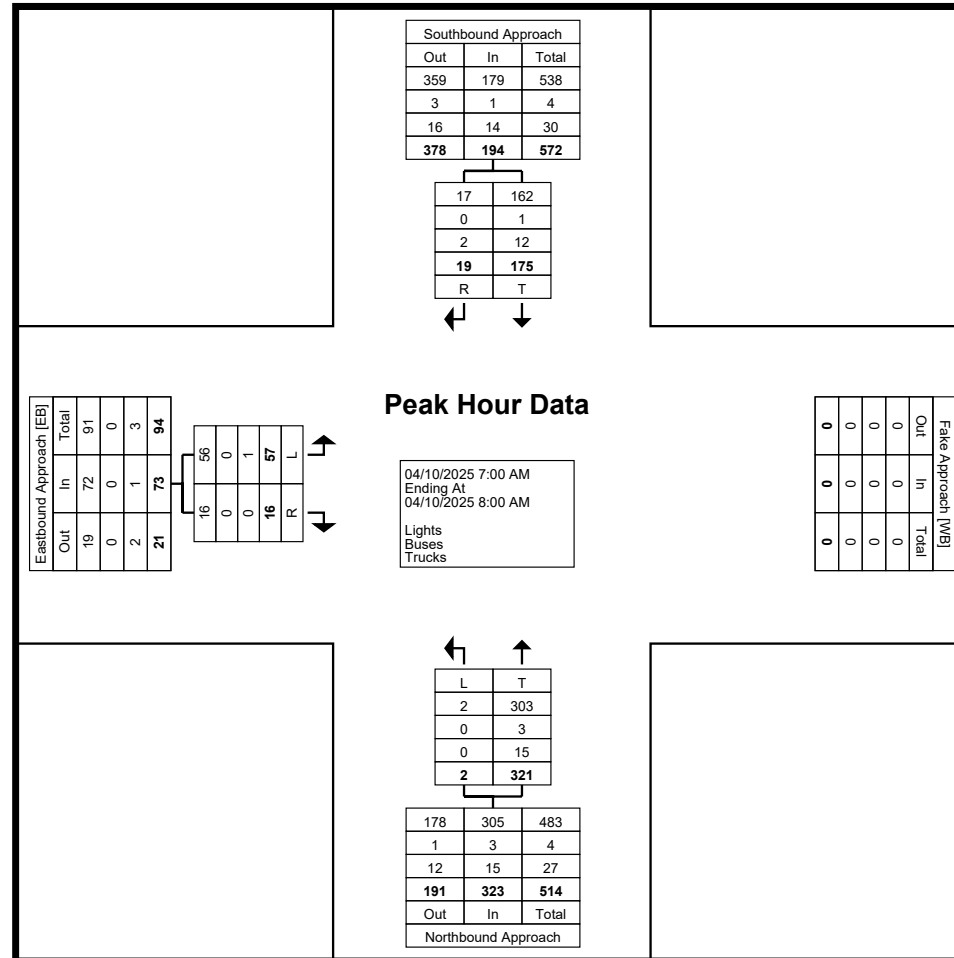 Southbound Approach
Out In Total
359 179 538
3 1 4
16 14 30
378 194 572
17 162
0 1
2 12
19 175
R T
Peak Hour Data
Eastbound Approach [EB]
Out In Total
19 72 91
0 0 0
2 1 3
21 73 94
16 56
0 0
0 1
16 57
R L
04/10/2025 7:00 AM
Ending At
04/10/2025 8:00 AM
Lights
Buses
Trucks
Fake Approach [WB]
Out In Total
0 0 0
0 0 0
0 0 0
0 0 0
L T
2 303
0 3
0 15
2 321
178 305 483
1 3 4
12 15 27
191 323 514
Out In Total
Northbound Approach